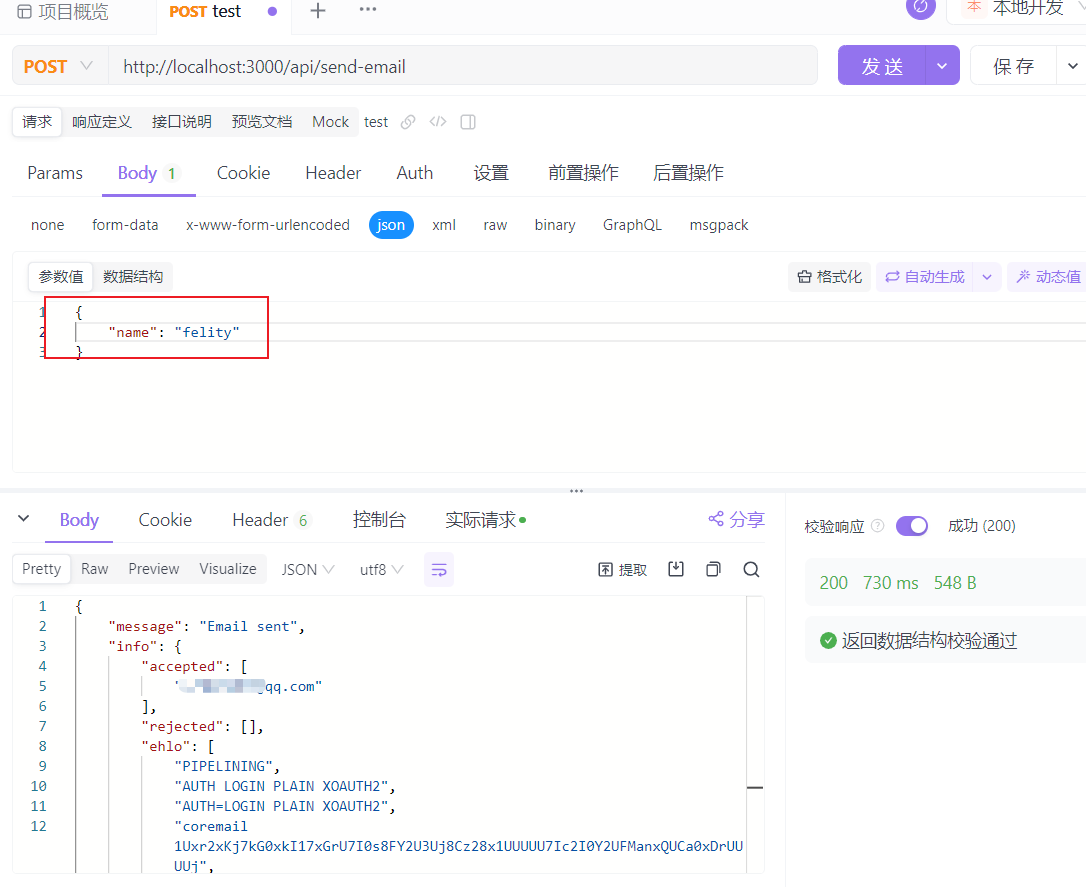 项目概览 POST test
本 本地开发
POST http://localhost:3000/api/send-email 发 送 保 存
请求 响应定义 接口说明 预览文档 Mock test
Params Body 1 Cookie Header Auth 设置 前置操作 后置操作
none form-data x-www-form-urlencoded json xml raw binary GraphQL msgpack
参数值 数据结构 格式化 自动生成 动态值
1 {
2 "name": "felity"
3 }
Body Cookie Header 6 控制台 实际请求 分享
校验响应 成功 (200)
Pretty Raw Preview Visualize JSON utf8 提取
200 730 ms 548 B
返回数据结构校验通过
1 {
2 "message": "Email sent",
3 "info": {
4 "accepted": [
5 "qq.com"
6 ],
7 "rejected": [],
8 "ehlo": [
9 "PIPELINING",
10 "AUTH LOGIN PLAIN XOAUTH2",
11 "AUTH=LOGIN PLAIN XOAUTH2",
12 "coremail
1Uxr2xKj7kG0xkI17xGrU7I0s8FY2U3Uj8Cz28x1UUUUU7Ic2I0Y2UFManxQUCa0xDrUU
UUj",